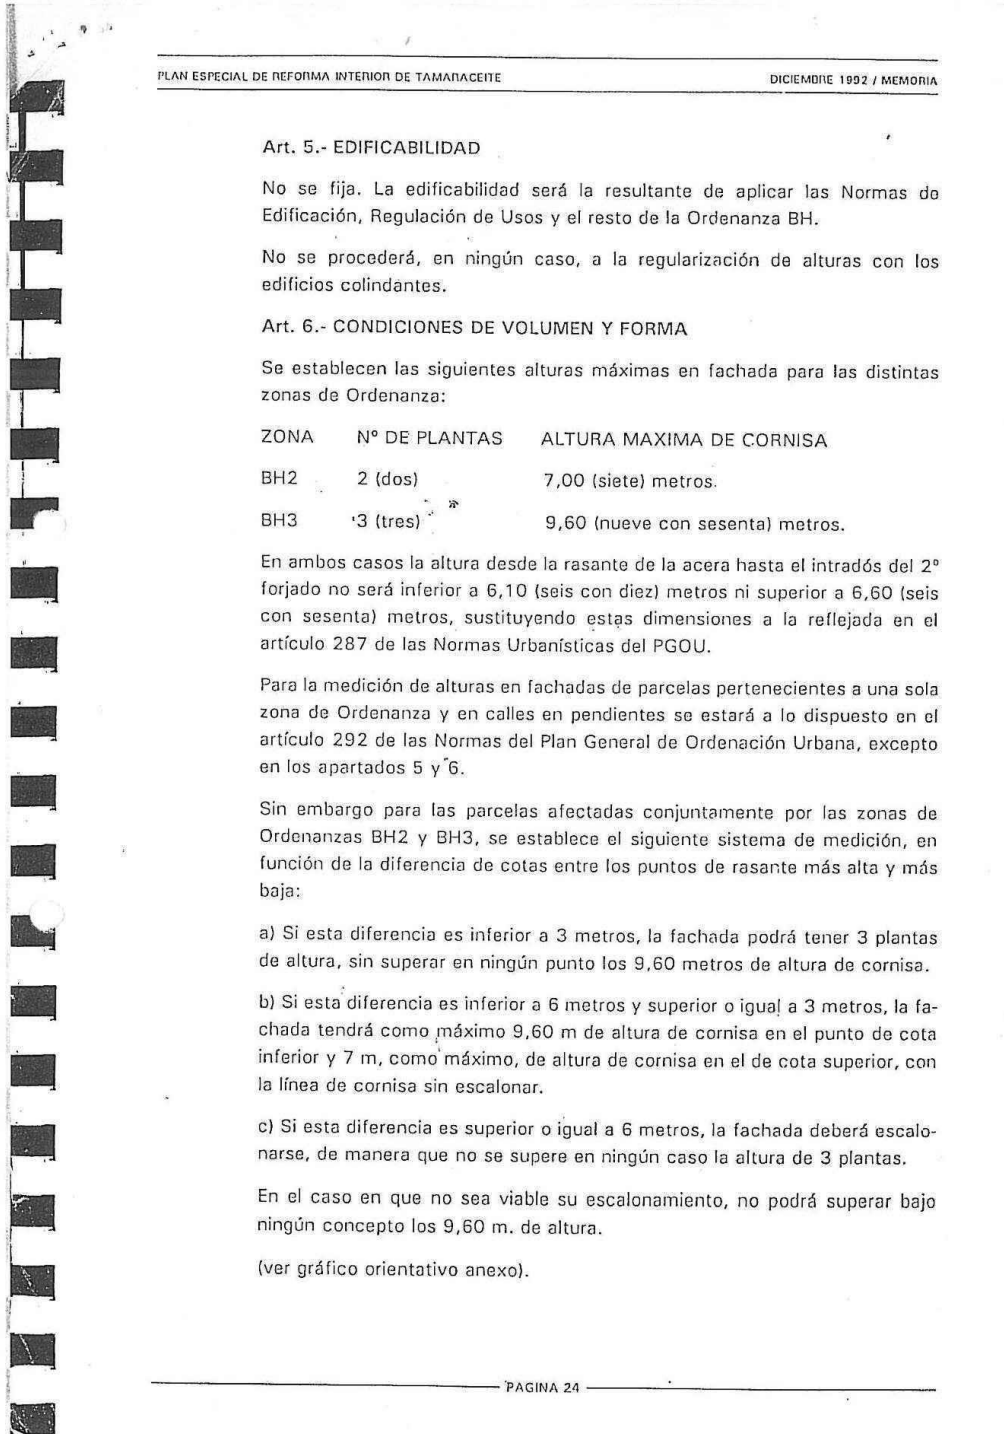 PLAN ESPECIAL DE REFORMA INTERIOR DE TAMARACEITE
DICIEMBRE 1992 / MEMORIA
Art. 5.- EDIFICABILIDAD
No se fija. La edificabilidad será la resultante de aplicar las Normas de
Edificación, Regulación de Usos y el resto de la Ordenanza BH.
No se procederá, en ningún caso, a la regularización de alturas con los
edificios colindantes.
Art. 6.- CONDICIONES DE VOLUMEN Y FORMA
Se establecen las siguientes alturas máximas en fachada para las distintas
zonas de Ordenanza:
ZONA Nº DE PLANTAS ALTURA MAXIMA DE CORNISA
BH2 2 (dos) 7,00 (siete) metros.
BH3 3 (tres) 9,60 (nueve con sesenta) metros.
En ambos casos la altura desde la rasante de la acera hasta el intradós del 2º
forjado no será inferior a 6,10 (seis con diez) metros ni superior a 6,60 (seis
con sesenta) metros, sustituyendo estas dimensiones a la reflejada en el
artículo 287 de las Normas Urbanísticas del PGOU.
Para la medición de alturas en fachadas de parcelas pertenecientes a una sola
zona de Ordenanza y en calles en pendientes se estará a lo dispuesto en el
artículo 292 de las Normas del Plan General de Ordenación Urbana, excepto
en los apartados 5 y 6.
Sin embargo para las parcelas afectadas conjuntamente por las zonas de
Ordenanzas BH2 y BH3, se establece el siguiente sistema de medición, en
función de la diferencia de cotas entre los puntos de rasante más alta y más
baja:
a) Si esta diferencia es inferior a 3 metros, la fachada podrá tener 3 plantas
de altura, sin superar en ningún punto los 9,60 metros de altura de cornisa.
b) Si esta diferencia es inferior a 6 metros y superior o igual a 3 metros, la fa-
chada tendrá como máximo 9,60 m de altura de cornisa en el punto de cota
inferior y 7 m, como máximo, de altura de cornisa en el de cota superior, con
la línea de cornisa sin escalonar.
c) Si esta diferencia es superior o igual a 6 metros, la fachada deberá escalo-
narse, de manera que no se supere en ningún caso la altura de 3 plantas.
En el caso en que no sea viable su escalonamiento, no podrá superar bajo
ningún concepto los 9,60 m. de altura.
(ver gráfico orientativo anexo).
PAGINA 24